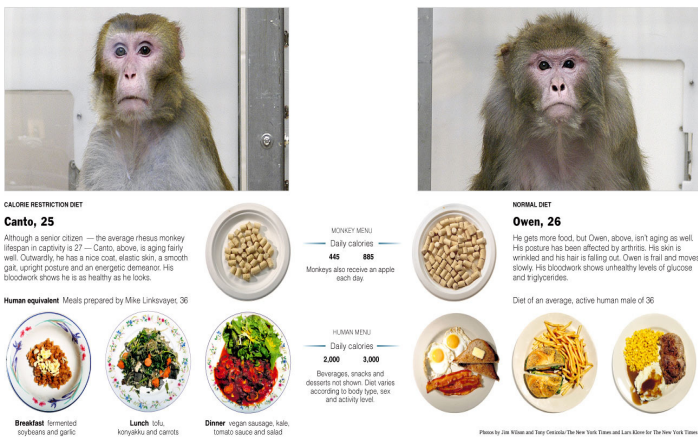 CALORIE RESTRICTION DIET
Canto, 25
Although a senior citizen — the average rhesus monkey
lifespan in captivity is 27 — Canto, above, is aging fairly
well. Outwardly, he has a nice coat, elastic skin, a smooth
gait, upright posture and an energetic demeanor. His
bloodwork shows he is as healthy as he looks.
Human equivalent Meals prepared by Mike Linksvayer, 36
Breakfast fermented
soybeans and garlic
Lunch tofu,
konyakku and carrots
Dinner vegan sausage, kale,
tomato sauce and salad
MONKEY MENU
Daily calories
445 885
Monkeys also receive an apple
each day.
HUMAN MENU
Daily calories
2,000 3,000
Beverages, snacks and
desserts not shown. Diet varies
according to body type, sex
and activity level.
NORMAL DIET
Owen, 26
He gets more food, but Owen, above, isn't aging as well.
His posture has been affected by arthritis. His skin is
wrinkled and his hair is falling out. Owen is frail and moves
slowly. His bloodwork shows unhealthy levels of glucose
and triglycerides.
Diet of an average, active human male of 36
Photos by Jim Wilson and Tony Cenicola/The New York Times and Lars Klove for The New York Times